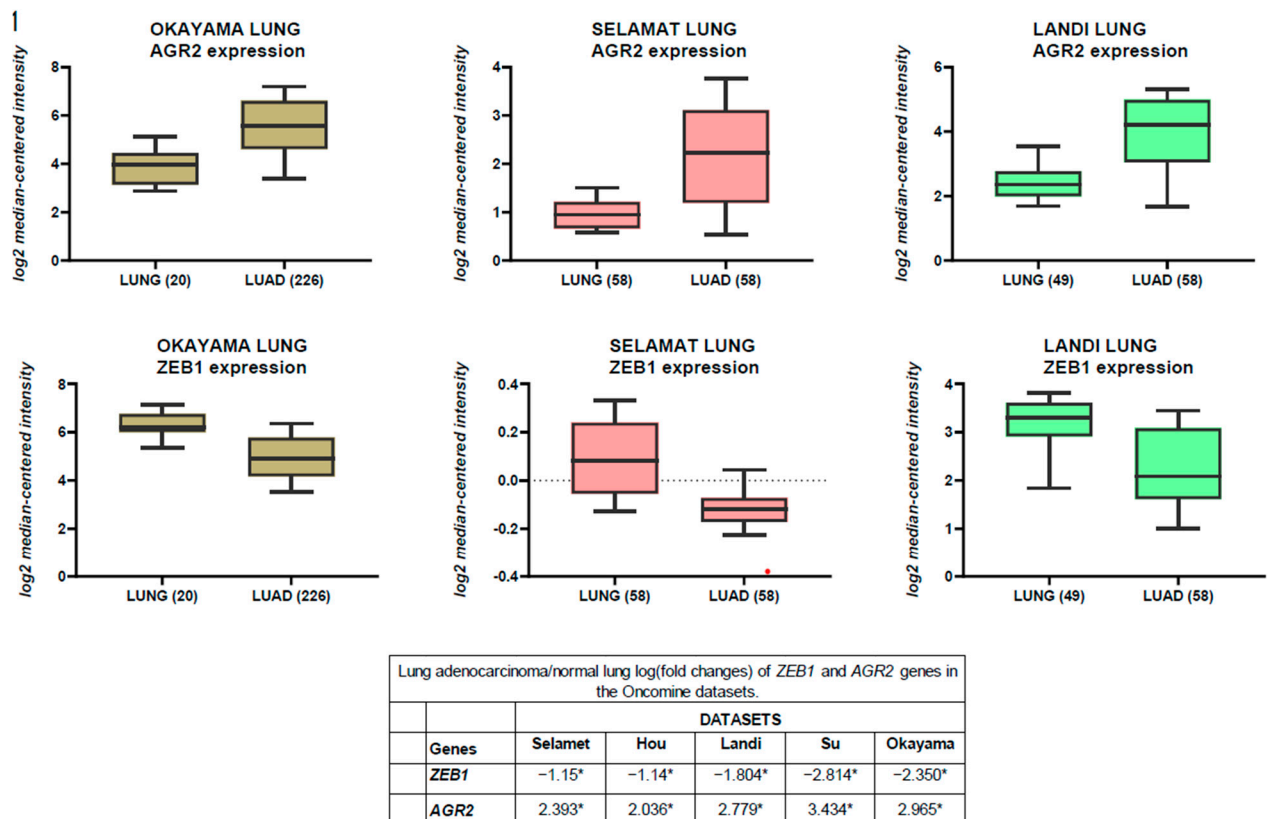 1
OKAYAMA LUNG
AGR2 expression
log2 median-centered intensity
8
6
4
2
0
LUNG (20) LUAD (226)
SELAMAT LUNG
AGR2 expression
log2 median-centered intensity
4
3
2
1
0
LUNG (58) LUAD (58)
LANDI LUNG
AGR2 expression
log2 median-centered intensity
6
4
2
0
LUNG (49) LUAD (58)
OKAYAMA LUNG
ZEB1 expression
log2 median-centered intensity
8
6
4
2
0
LUNG (20) LUAD (226)
SELAMAT LUNG
ZEB1 expression
log2 median-centered intensity
0.4
0.2
0.0
-0.2
-0.4
LUNG (58) LUAD (58)
LANDI LUNG
ZEB1 expression
log2 median-centered intensity
4
3
2
1
0
LUNG (49) LUAD (58)
Lung adenocarcinoma/normal lung log(fold changes) of ZEB1 and AGR2 genes in
the Oncomine datasets.
DATASETS
Genes Selamet Hou Landi Su Okayama
ZEB1 −1.15* −1.14* −1.804* −2.814* −2.350*
AGR2 2.393* 2.036* 2.779* 3.434* 2.965*